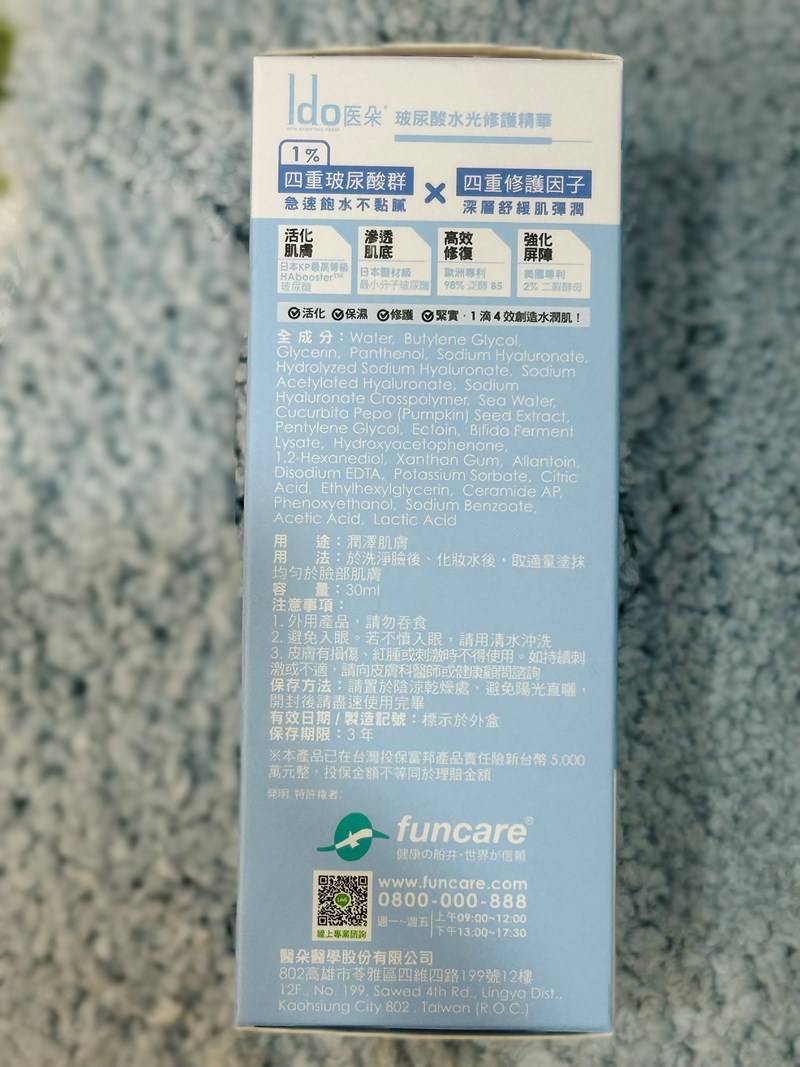 Ido医朵® 玻尿酸水光修護精華
1%
四重玻尿酸群 × 四重修護因子
急速飽水不黏膩 深層舒緩肌彈潤
活化 滲透 高效 強化
肌膚 肌底 修復 屏障
日本KP最高等級 日本醫材級 歐洲專利 美國專利
HAbooster™ 最小分子玻尿酸 98% 泛醇 B5 2% 二裂酵母
玻尿酸
活化 保濕 修護 緊實・1 滴 4 效創造水潤肌！
全 成 分：Water, Butylene Glycol,
Glycerin, Panthenol, Sodium Hyaluronate,
Hydrolyzed Sodium Hyaluronate, Sodium
Acetylated Hyaluronate, Sodium
Hyaluronate Crosspolymer, Sea Water,
Cucurbita Pepo (Pumpkin) Seed Extract,
Pentylene Glycol, Ectoin, Bifida Ferment
Lysate, Hydroxyacetophenone,
1,2-Hexanediol, Xanthan Gum, Allantoin,
Disodium EDTA, Potassium Sorbate, Citric
Acid, Ethylhexylglycerin, Ceramide AP,
Phenoxyethanol, Sodium Benzoate,
Acetic Acid, Lactic Acid
用 途：潤澤肌膚
用 法：於洗淨臉後、化妝水後，取適量塗抹
均勻於臉部肌膚
容 量：30ml
注意事項：
1. 外用產品，請勿吞食
2. 避免入眼。若不慎入眼，請用清水沖洗
3. 皮膚有損傷、紅腫或刺激時不得使用。如持續刺
激或不適，請向皮膚科醫師或健康顧問諮詢
保存方法：請置於陰涼乾燥處、避免陽光直曬，
開封後請盡速使用完畢
有效日期 / 製造記號：標示於外盒
保存期限：3 年
※本產品已在台灣投保富邦產品責任險新台幣 5,000
萬元整，投保金額不等同於理賠金額
発明. 特許権者:
funcare®
健康の船井・世界が信賴
www.funcare.com
0800-000-888
週一~週五 上午09:00~12:00
下午13:00~17:30
LINE
線上專業諮詢
醫朵醫學股份有限公司
802高雄市苓雅區四維四路199號12樓
12F., No. 199, Sawed 4th Rd., Lingya Dist.,
Kaohsiung City 802 , Taiwan (R.O.C.)